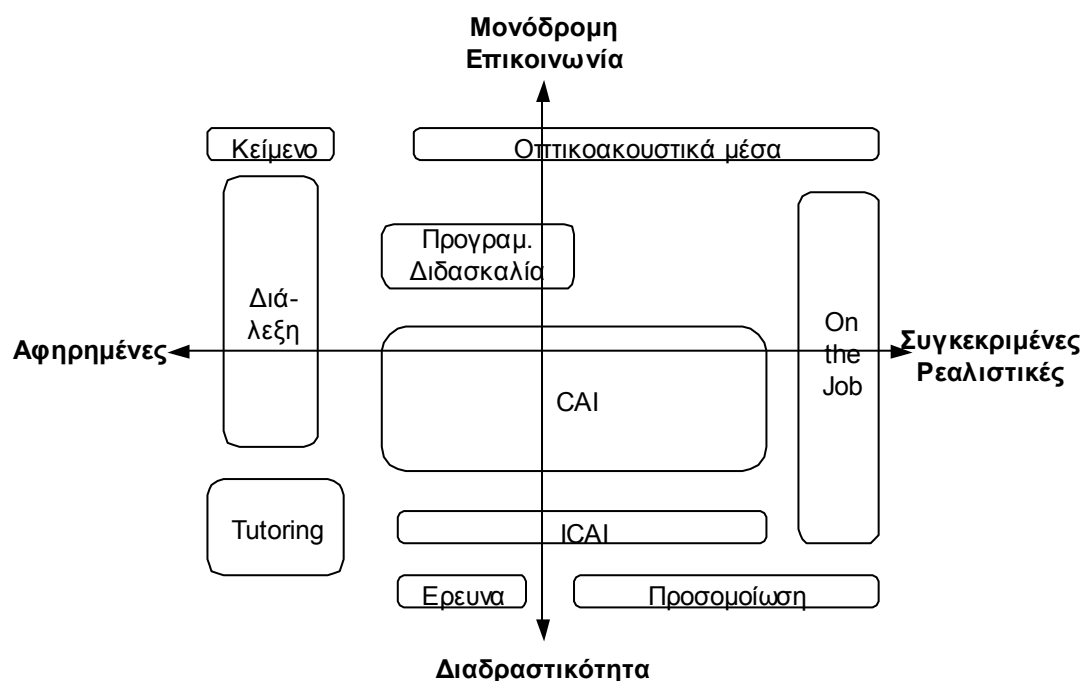 Μονόδρομη
Επικοινωνία
Κείμενο
Οπτικοακουστικά μέσα
Προγραμ.
Διδασκαλία
Διά-
λεξη
On
the
Job
Αφηρημένες
Συγκεκριμένες
Ρεαλιστικές
CAI
Tutoring
ICAI
Ερευνα
Προσομοίωση
Διαδραστικότητα